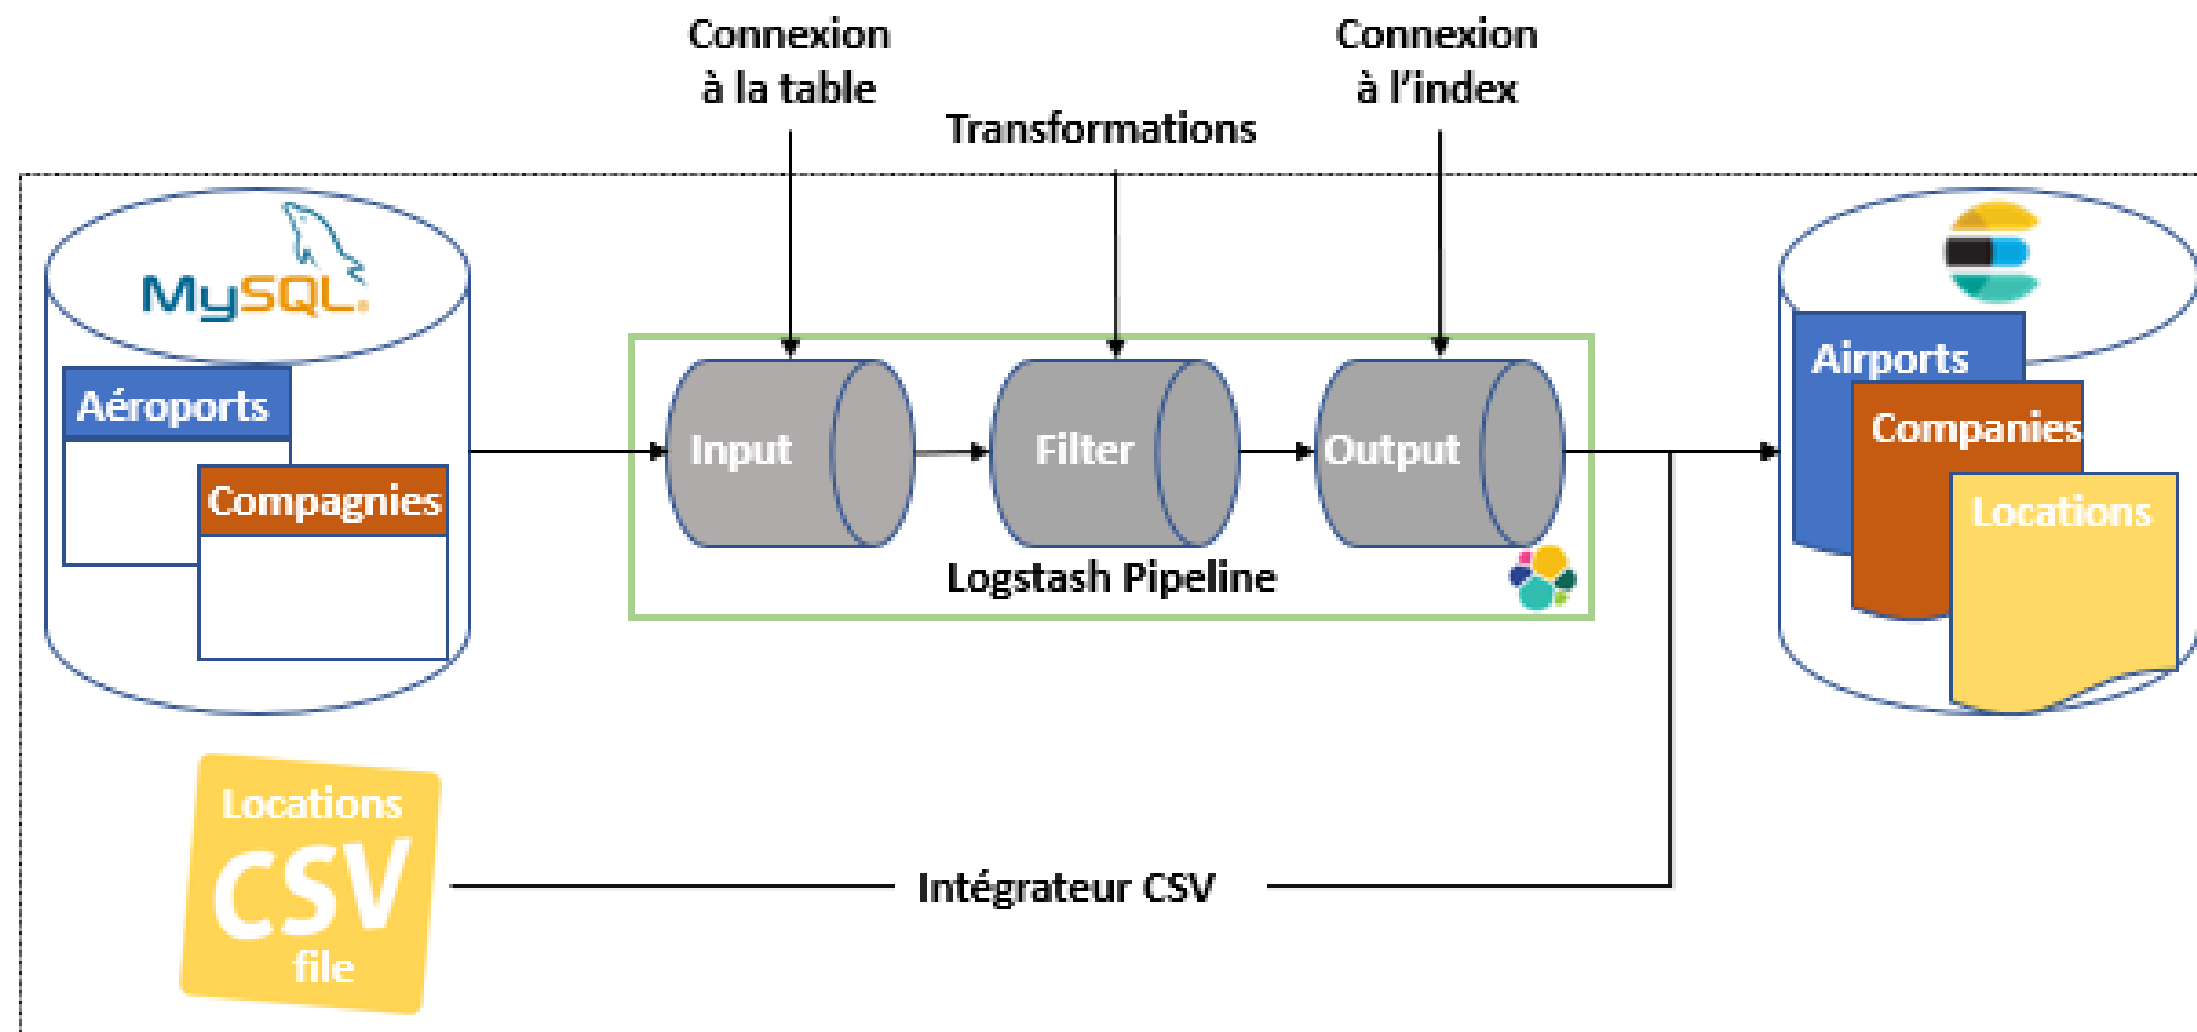 Connexion
à la table
Connexion
à l'index
Transformations
MySQL®
Aéroports
Compagnies
Input
Filter
Output
Logstash Pipeline
Airports
Companies
Locations
Locations
CSV
file
Intégrateur CSV